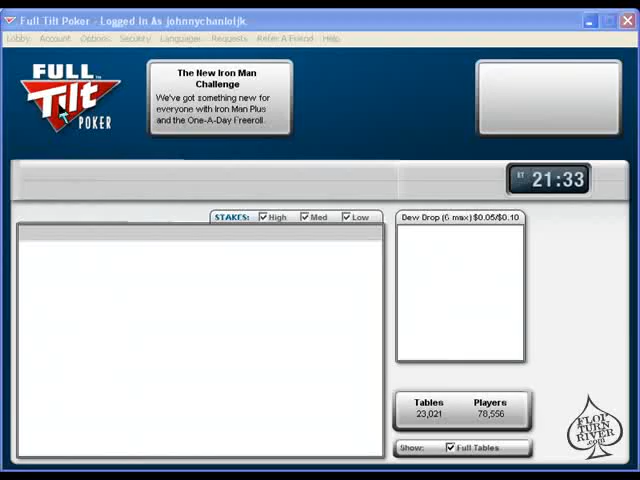 Full Tilt Poker - Logged In As johnnychanloljk
Lobby Account Options Security Languages Requests Refer A Friend Help
FULL
Tilt
POKER
The New Iron Man
Challenge
We've got something new for
everyone with Iron Man Plus
and the One-A-Day Freeroll.
ET 21:33
STAKES: High Med Low
Dew Drop (6 max) $0.05/$0.10
Tables Players
23,021 78,556
Show: Full Tables
FLOP
TURN
RIVER
.com